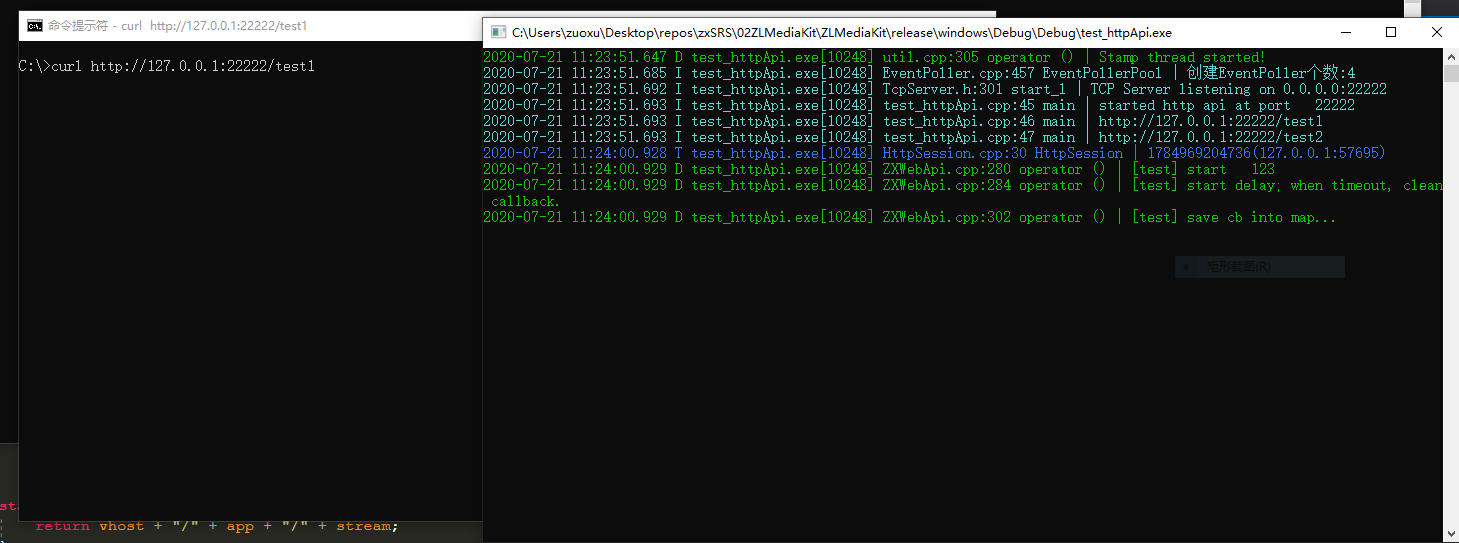 命令提示符 - curl  http://127.0.0.1:22222/test1
C:\>curl http://127.0.0.1:22222/test1
C:\Users\zuoxu\Desktop\repos\zxSRS\02ZLMediaKit\ZLMediaKit\release\windows\Debug\Debug\test_httpApi.exe
2020-07-21 11:23:51.647 D test_httpApi.exe[10248] util.cpp:305 operator () | Stamp thread started!
2020-07-21 11:23:51.685 I test_httpApi.exe[10248] EventPoller.cpp:457 EventPollerPool | 创建EventPoller个数:4
2020-07-21 11:23:51.692 I test_httpApi.exe[10248] TcpServer.h:301 start_1 | TCP Server listening on 0.0.0.0:22222
2020-07-21 11:23:51.693 I test_httpApi.exe[10248] test_httpApi.cpp:45 main | started http api at port   22222
2020-07-21 11:23:51.693 I test_httpApi.exe[10248] test_httpApi.cpp:46 main | http://127.0.0.1:22222/test1
2020-07-21 11:23:51.693 I test_httpApi.exe[10248] test_httpApi.cpp:47 main | http://127.0.0.1:22222/test2
2020-07-21 11:24:00.928 T test_httpApi.exe[10248] HttpSession.cpp:30 HttpSession | 1784969204736(127.0.0.1:57695)
2020-07-21 11:24:00.929 D test_httpApi.exe[10248] ZXWebApi.cpp:280 operator () | [test] start   123
2020-07-21 11:24:00.929 D test_httpApi.exe[10248] ZXWebApi.cpp:284 operator () | [test] start delay; when timeout, clean
callback.
2020-07-21 11:24:00.929 D test_httpApi.exe[10248] ZXWebApi.cpp:302 operator () | [test] save cb into map...
矩形截图(R)
return vhost + "/" + app + "/" + stream;